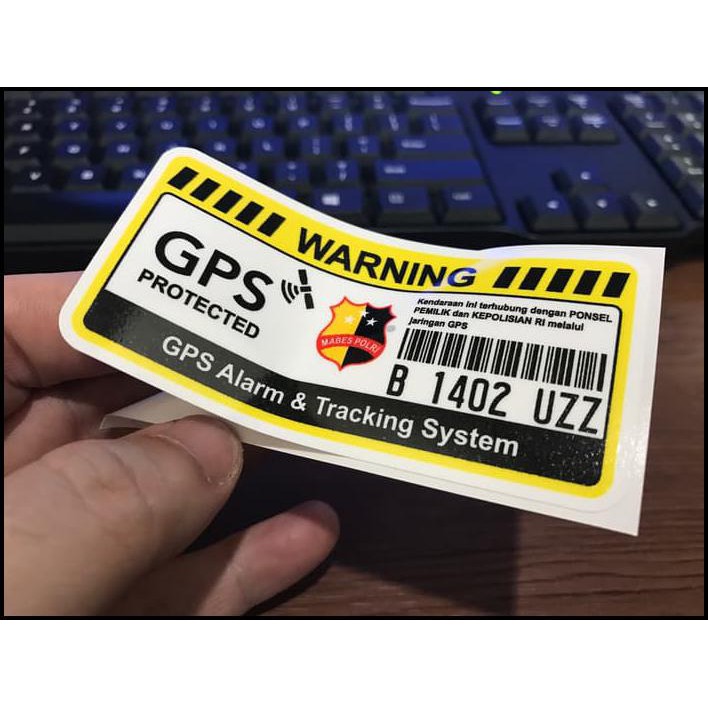 WARNING
GPS
PROTECTED
Kendaraan ini terhubung dengan PONSEL
PEMILIK dan KEPOLISIAN RI melalui
jaringan GPS
MABES POLRI
B 1402 UZZ
GPS Alarm & Tracking System